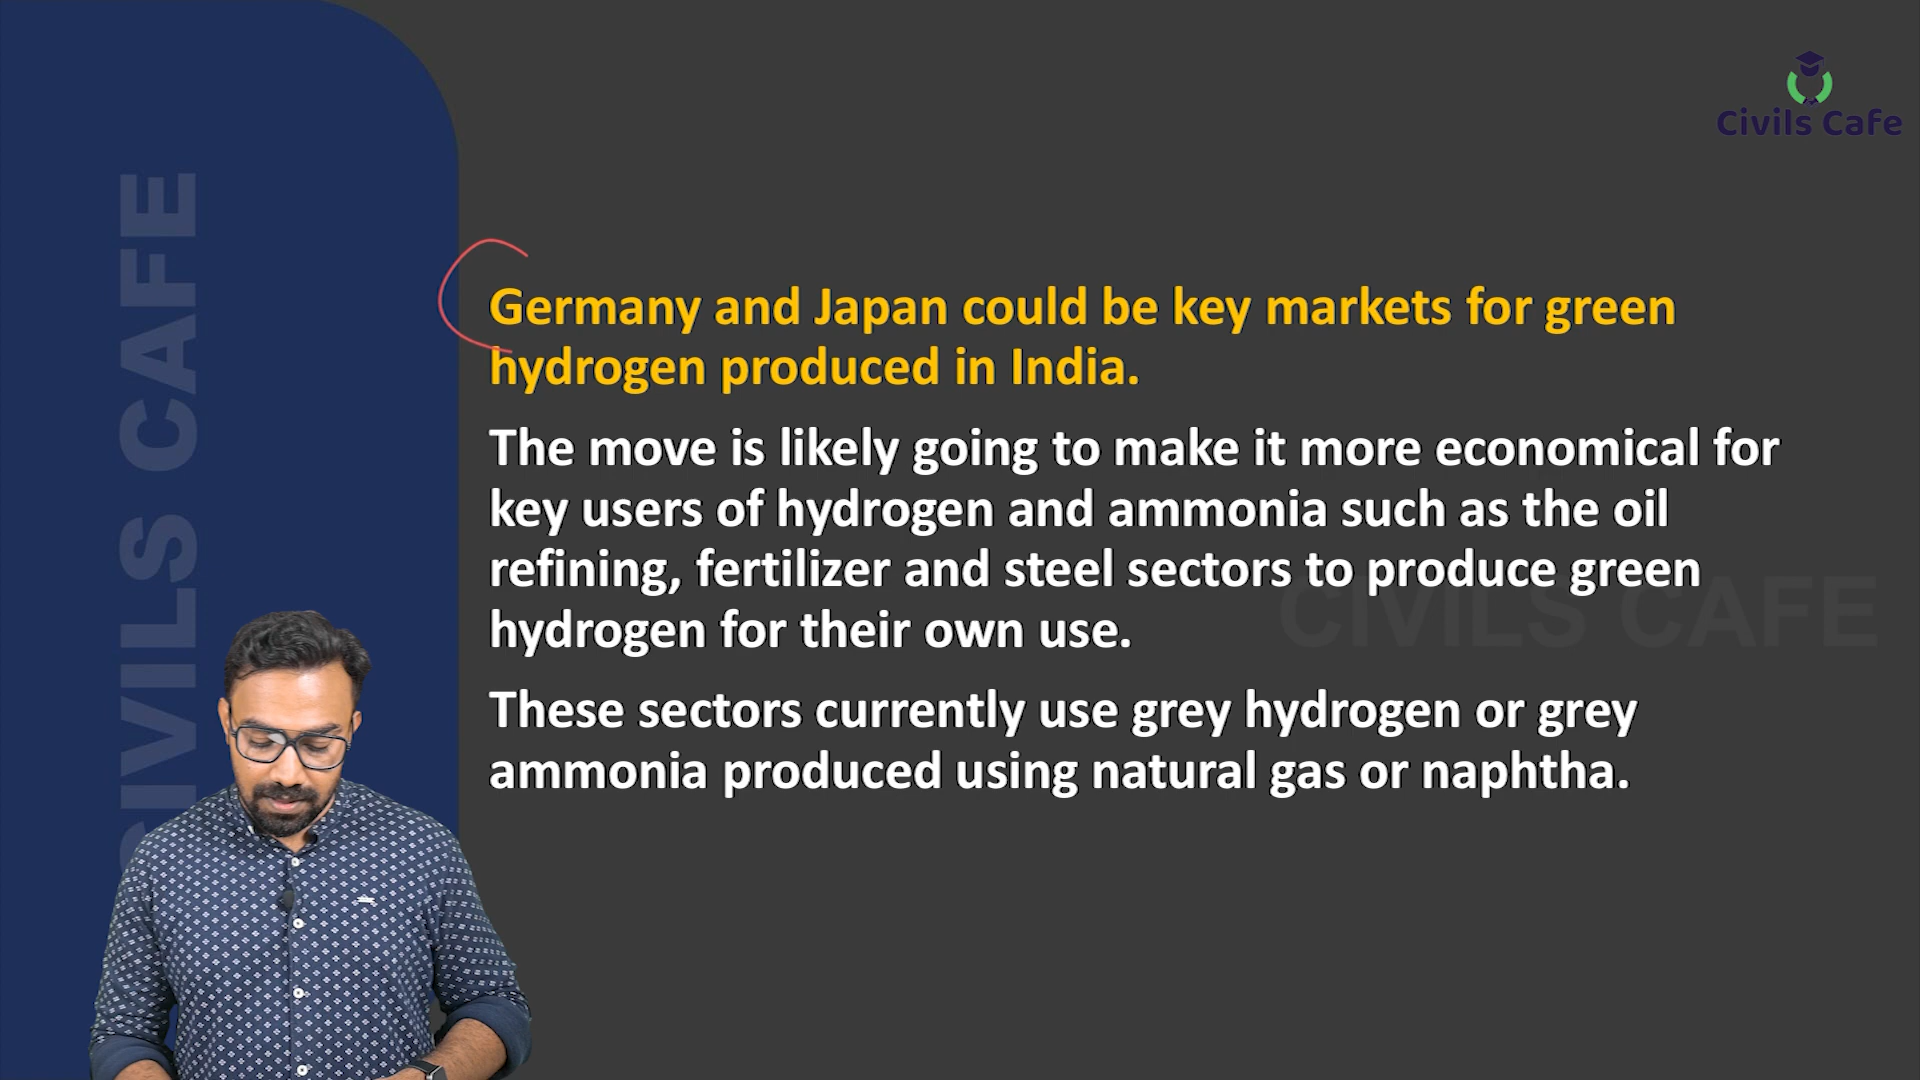 Civils Cafe
CIVILS CAFE
Germany and Japan could be key markets for green
hydrogen produced in India.
The move is likely going to make it more economical for
key users of hydrogen and ammonia such as the oil
refining, fertilizer and steel sectors to produce green
hydrogen for their own use.
CIVILS CAFE
These sectors currently use grey hydrogen or grey
ammonia produced using natural gas or naphtha.